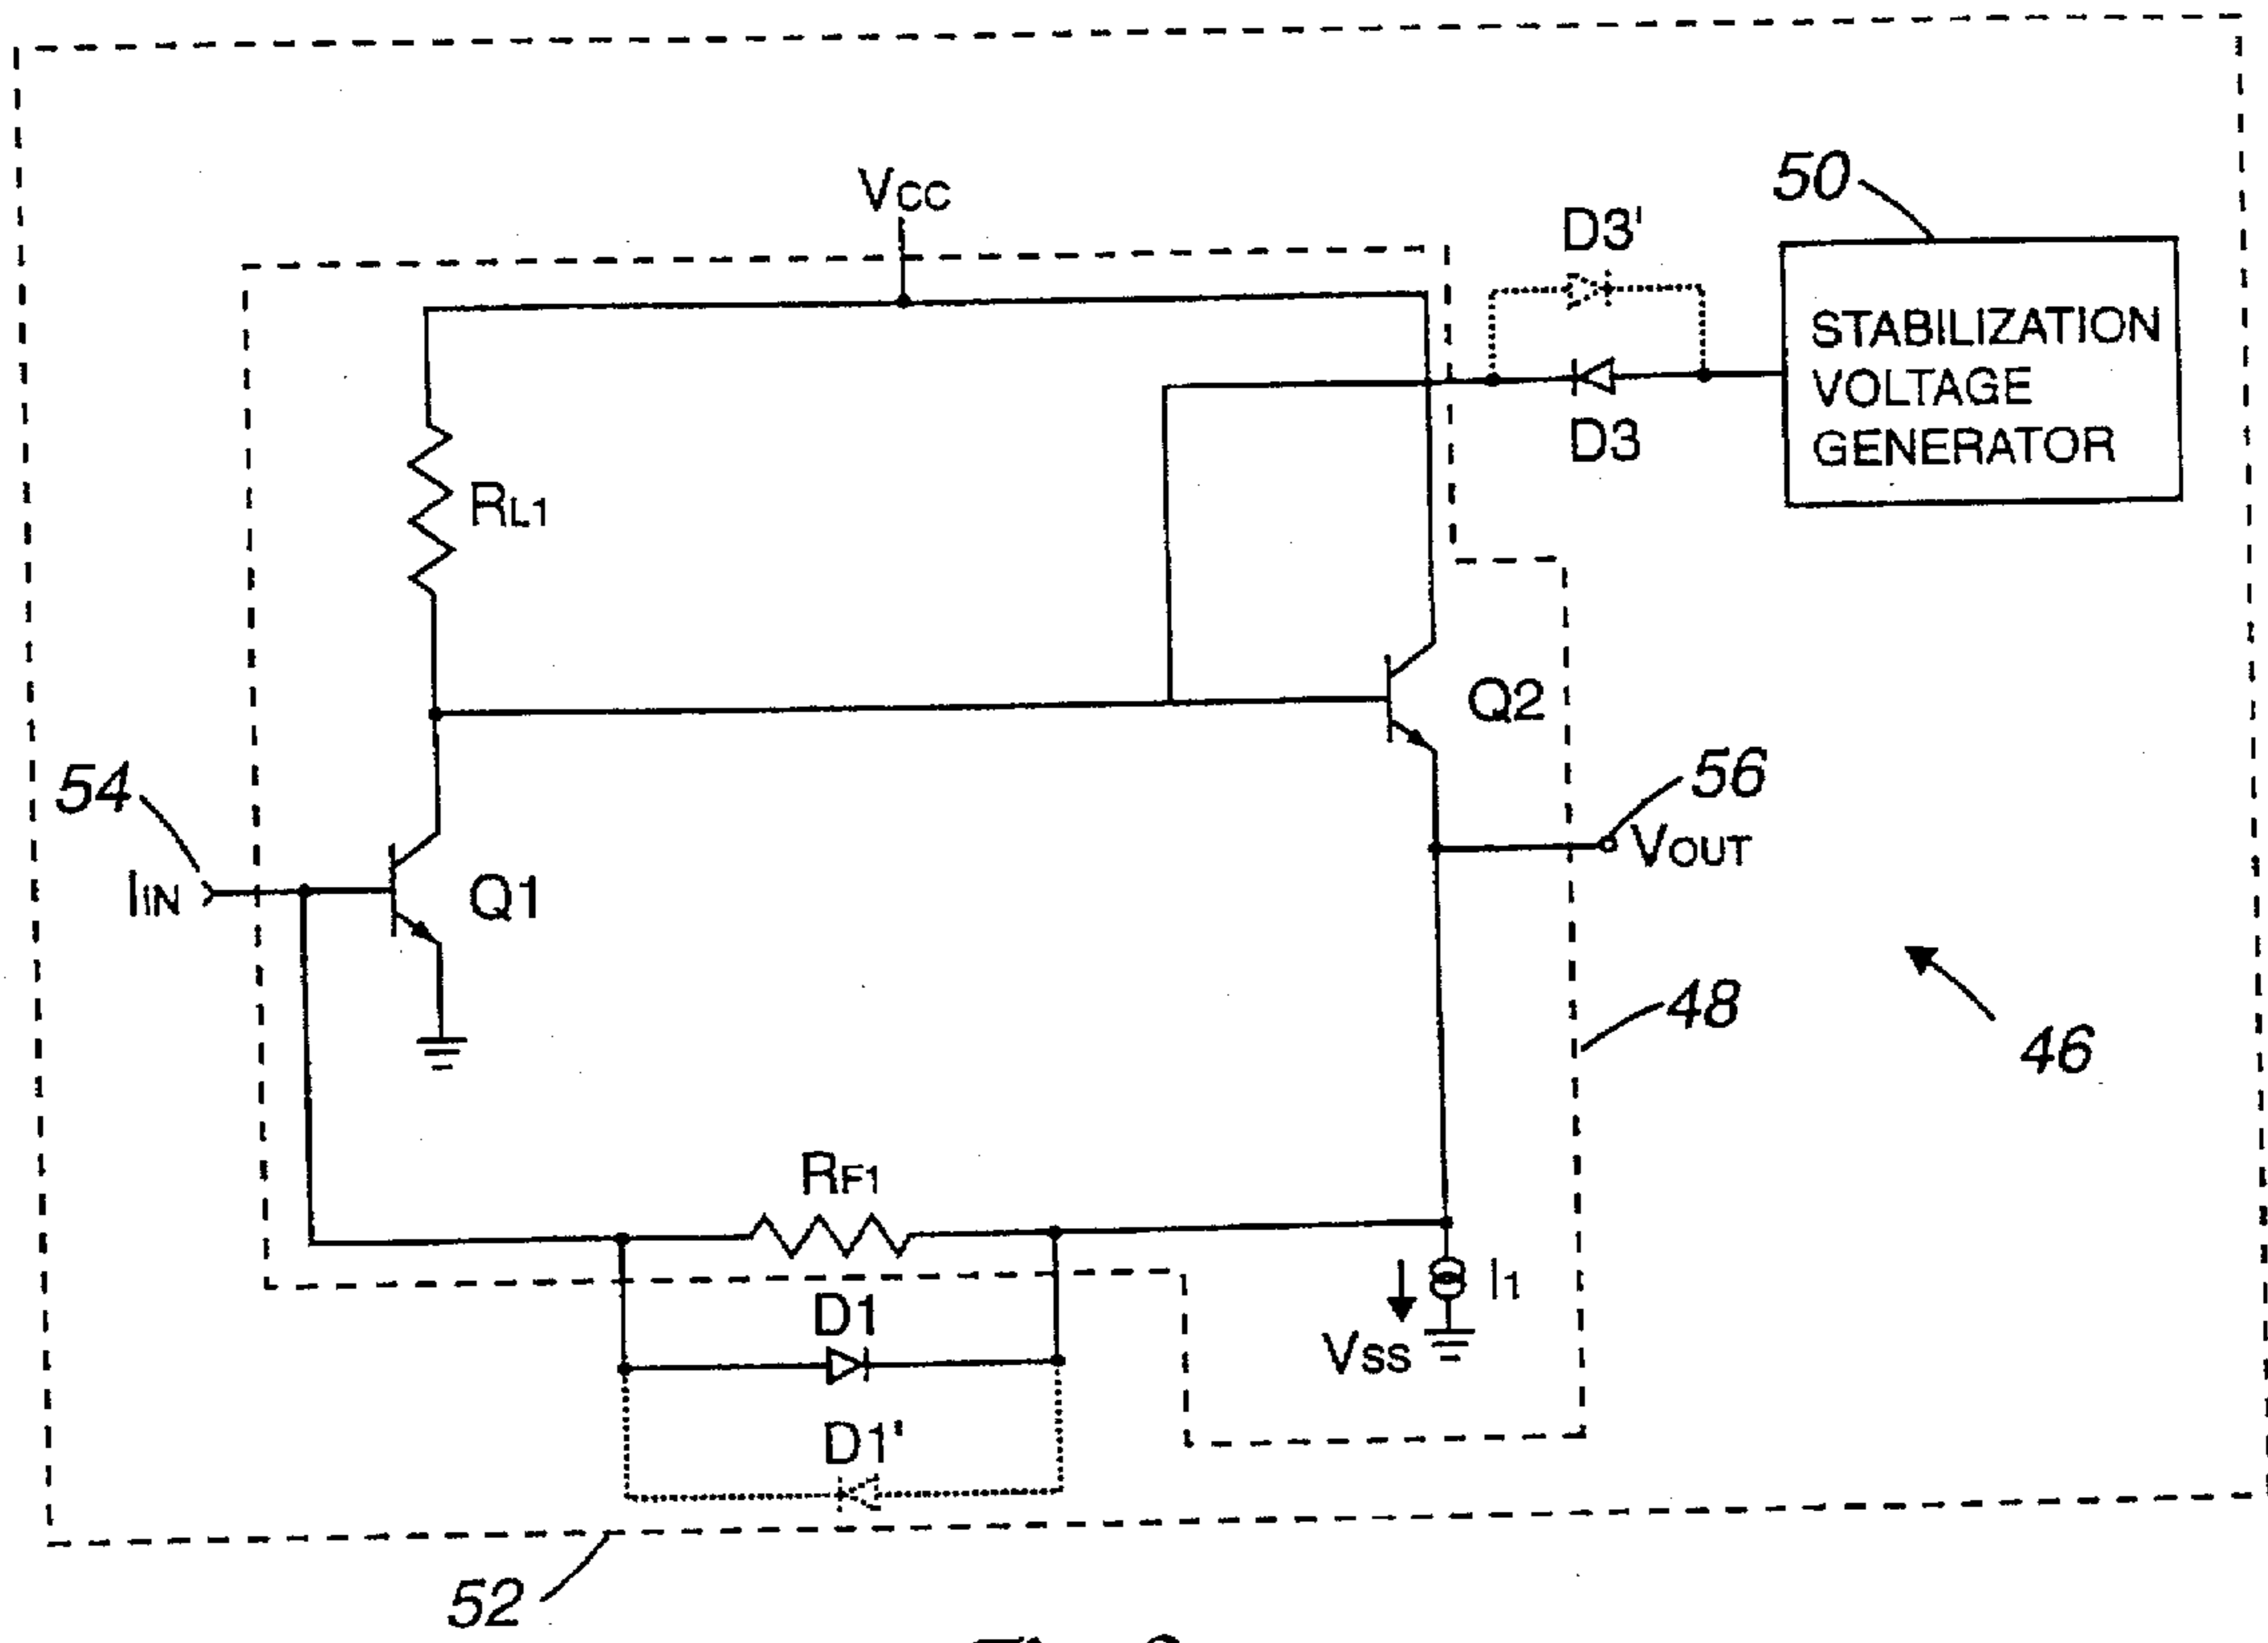 VCC
50
D3'
STABILIZATION
VOLTAGE
GENERATOR
D3
RL1
Q2
54
56
VOUT
IIN
Q1
48
46
RF1
I1
D1
VSS
D1'
52